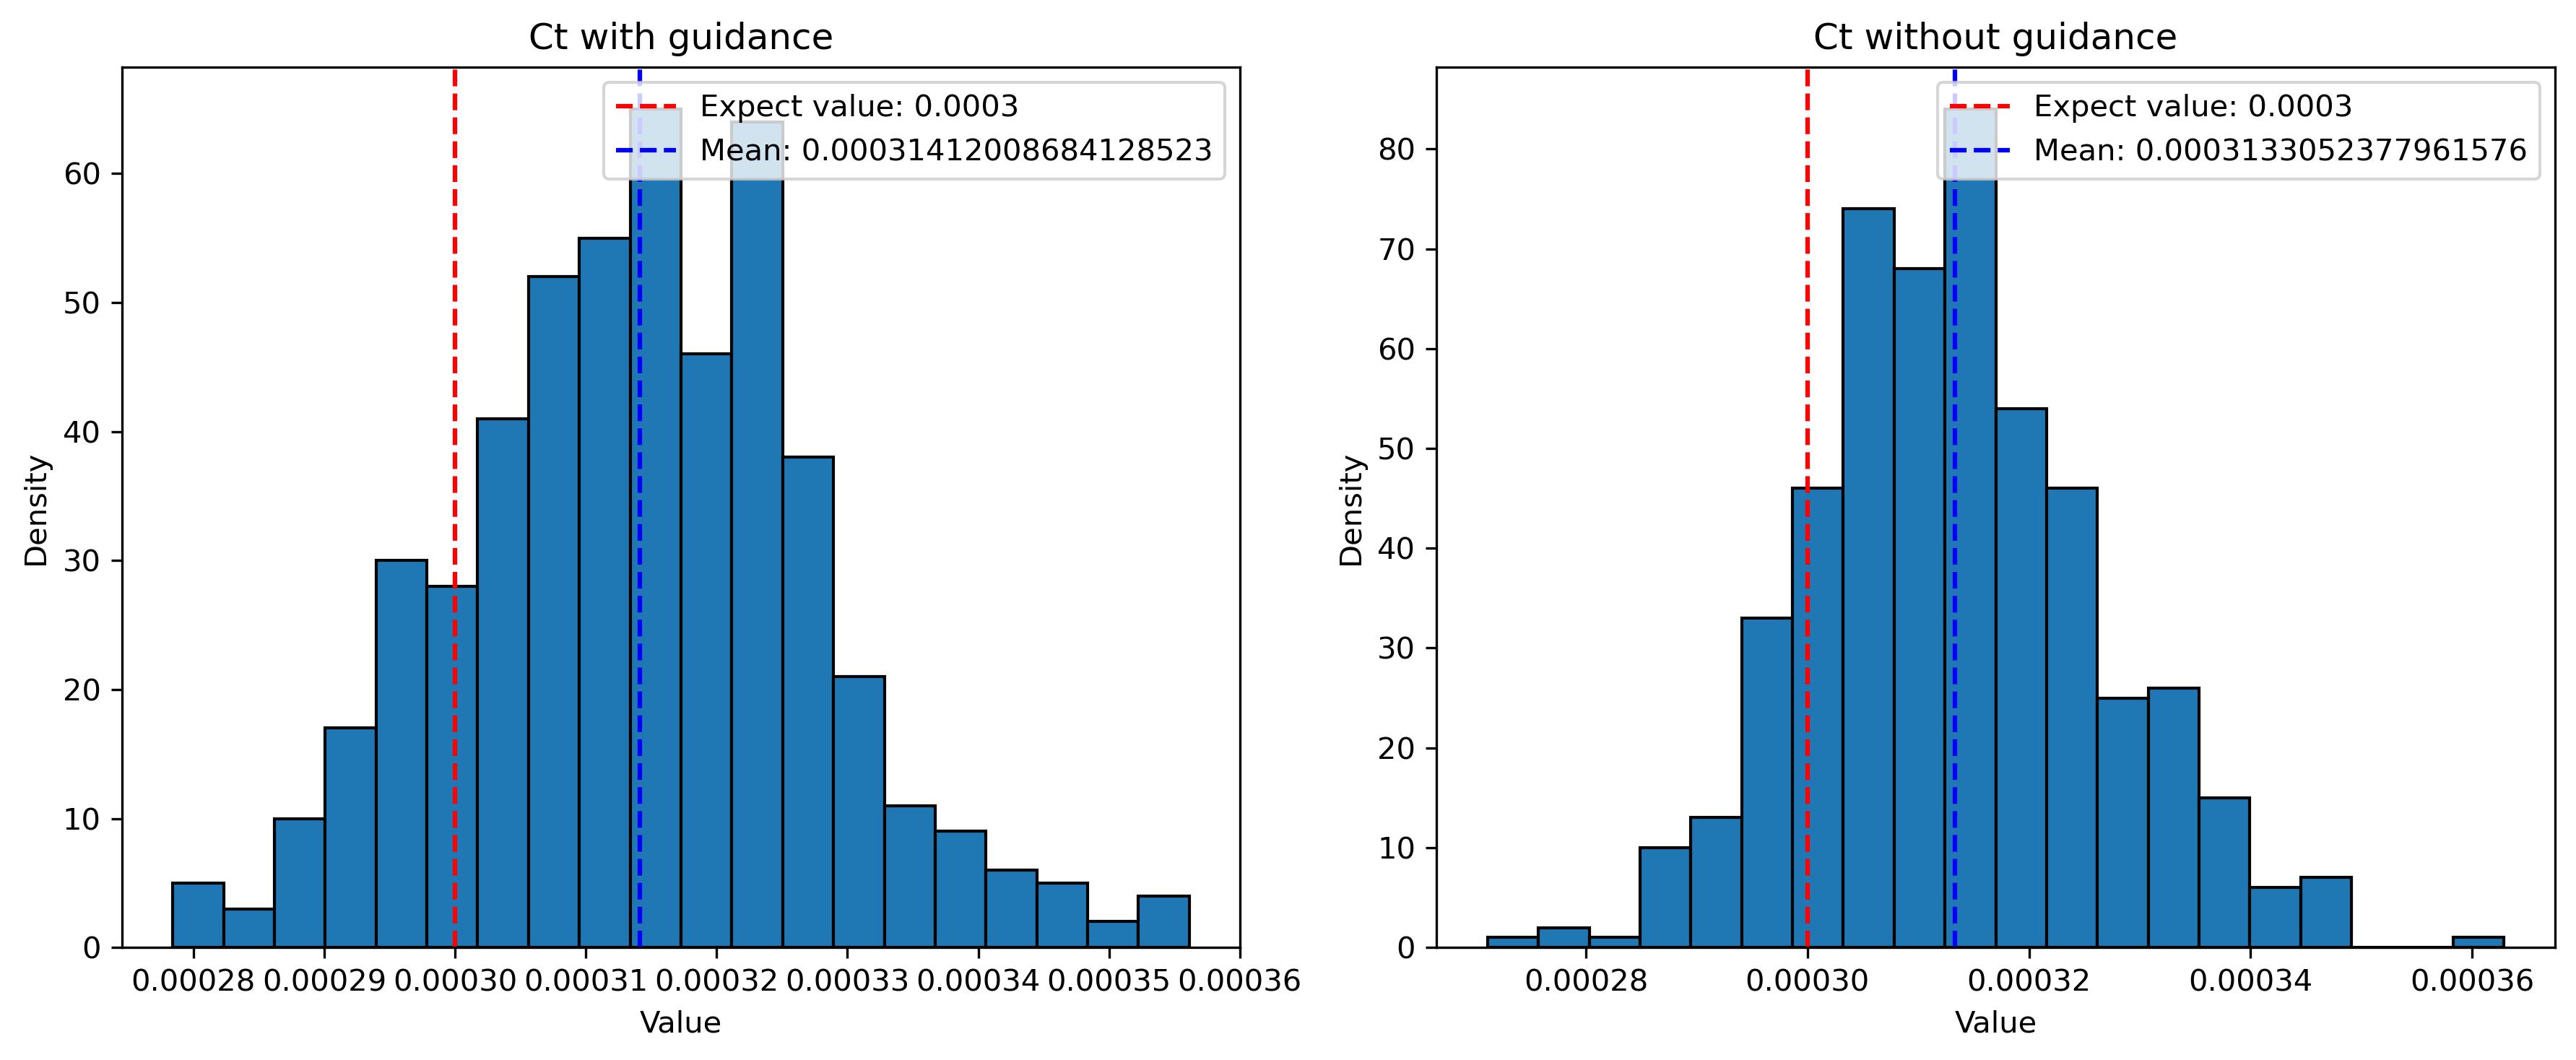 Ct with guidance
Expect value: 0.0003
Mean: 0.00031412008684128523
Density
60
50
40
30
20
10
0
0.00028 0.00029 0.00030 0.00031 0.00032 0.00033 0.00034 0.00035 0.00036
Value
Ct without guidance
Expect value: 0.0003
Mean: 0.0003133052377961576
Density
80
70
60
50
40
30
20
10
0
0.00028 0.00030 0.00032 0.00034 0.00036
Value